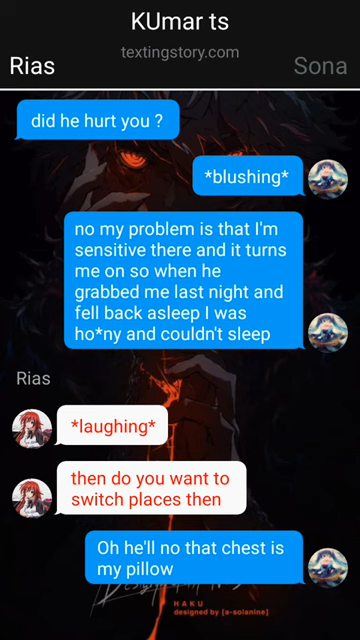 KUmar ts
textingstory.com
Rias
Sona
did he hurt you ?
*blushing*
no my problem is that I'm
sensitive there and it turns
me on so when he
grabbed me last night and
fell back asleep I was
ho*ny and couldn't sleep
Rias
*laughing*
then do you want to
switch places then
Oh he'll no that chest is
my pillow
HAKU
designed by [a-solanine]